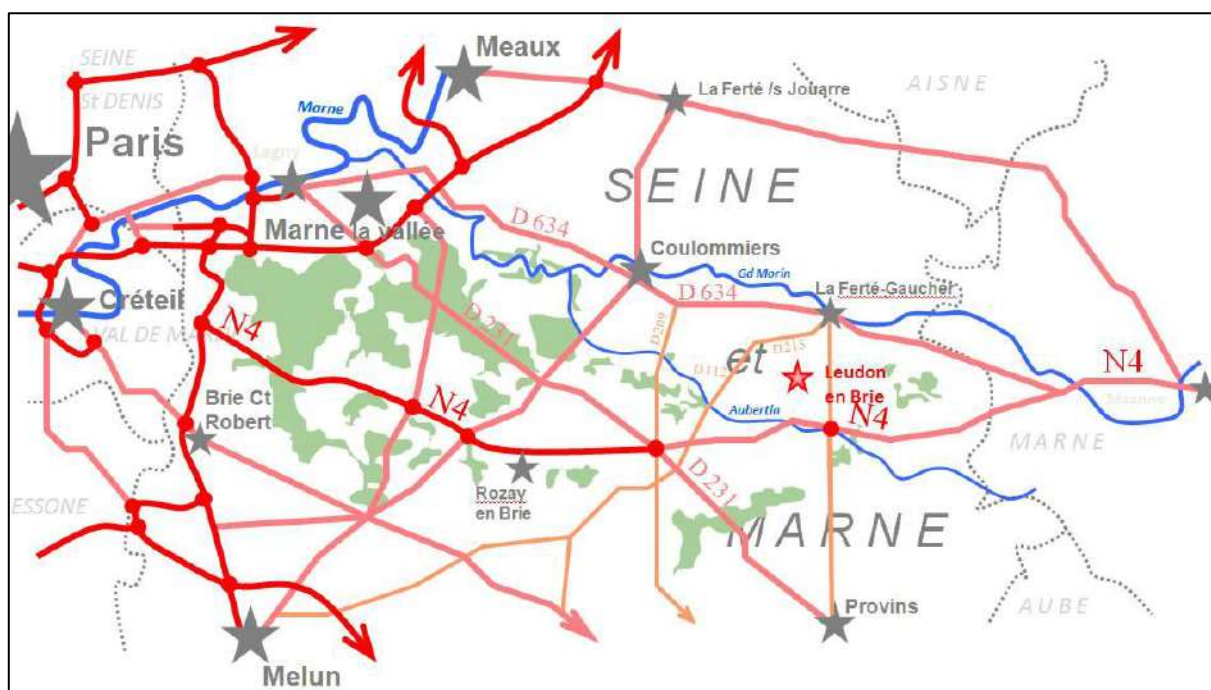 SEINE
St DENIS
Paris
Meaux
Marne
La Ferté /s Jouarre
AISNE
Lagny
SEINE
Marne la vallée
D 634
Coulommiers
Gd Morin
Créteil
VAL DE MA
D 634
La Ferté-Gaucher
N4
D 231
D209
et
D215
D112
Leudon
en Brie
N4
Sézanne
Brie Ct
Robert
N4
Aubertin
N4
MARNE
Rozay
en Brie
D 231
ESSONE
MARNE
Provins
AUBE
Melun